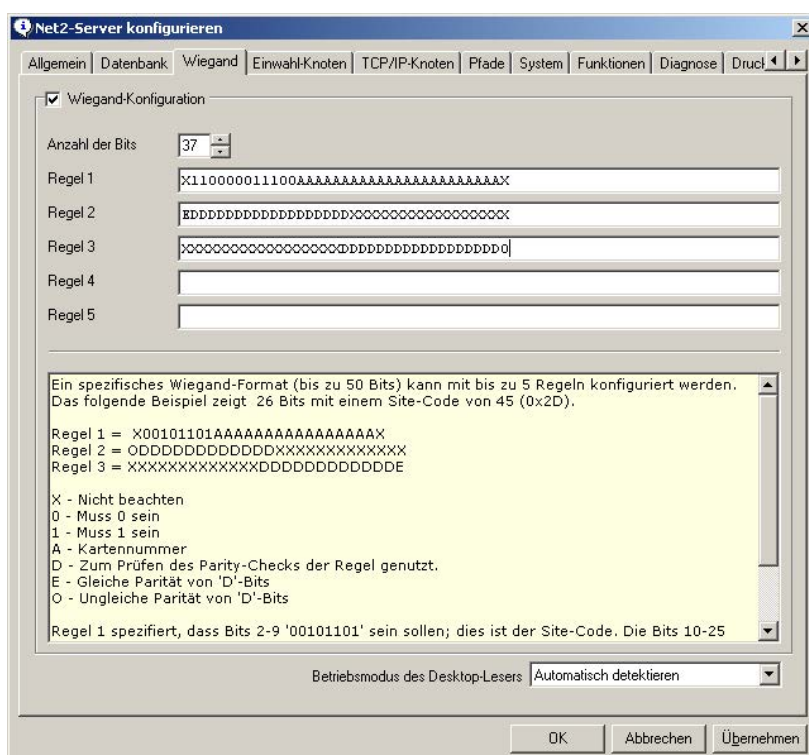 Net2-Server konfigurieren
Allgemein Datenbank Wiegand Einwahl-Knoten TCP/IP-Knoten Pfade System Funktionen Diagnose Druck
Wiegand-Konfiguration
Anzahl der Bits 37
Regel 1 X110000011100AAAAAAAAAAAAAAAAAAAAAAAX
Regel 2 EDDDDDDDDDDDDDDDDDDXXXXXXXXXXXXXXXXXX
Regel 3 XXXXXXXXXXXXXXXXXXDDDDDDDDDDDDDDDDDDO
Regel 4
Regel 5
Ein spezifisches Wiegand-Format (bis zu 50 Bits) kann mit bis zu 5 Regeln konfiguriert werden.
Das folgende Beispiel zeigt 26 Bits mit einem Site-Code von 45 (0x2D).
Regel 1 = X00101101AAAAAAAAAAAAAAAAX
Regel 2 = ODDDDDDDDDDDDXXXXXXXXXXXXX
Regel 3 = XXXXXXXXXXXXXDDDDDDDDDDDDE
X - Nicht beachten
0 - Muss 0 sein
1 - Muss 1 sein
A - Kartennummer
D - Zum Prüfen des Parity-Checks der Regel genutzt.
E - Gleiche Parität von 'D'-Bits
O - Ungleiche Parität von 'D'-Bits
Regel 1 spezifiert, dass Bits 2-9 '00101101' sein sollen; dies ist der Site-Code. Die Bits 10-25
Betriebsmodus des Desktop-Lesers Automatisch detektieren
OK Abbrechen Übernehmen